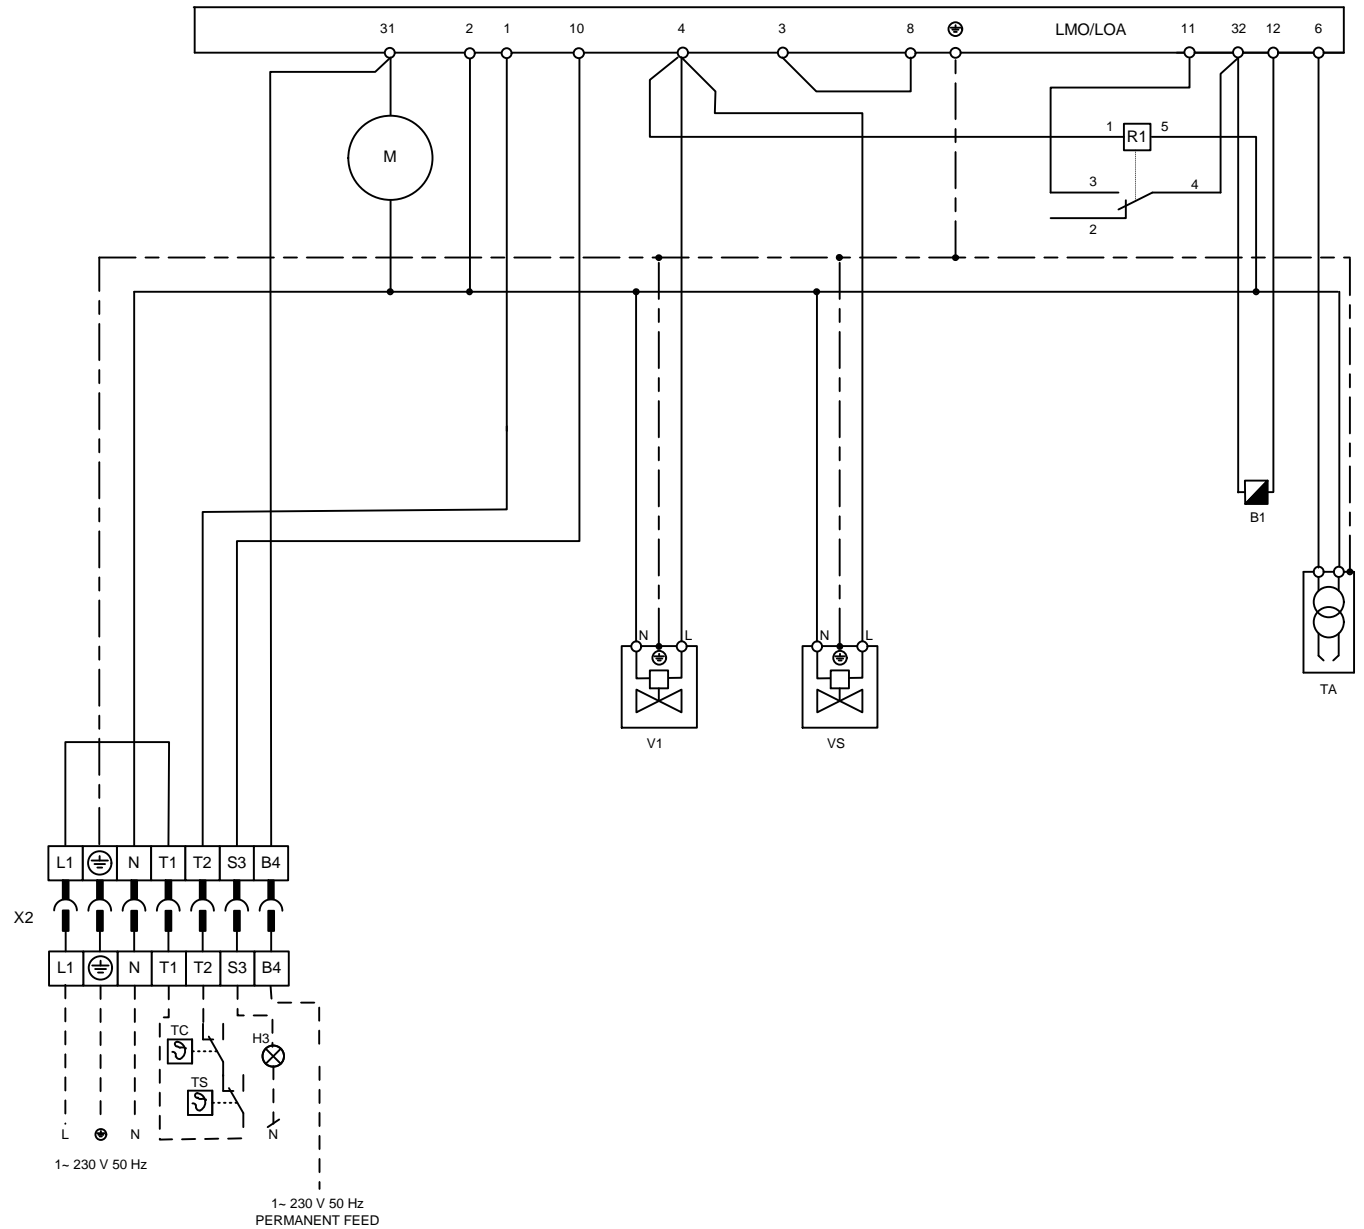 31 2 1 10 4 3 8 LMO/LOA 11 32 12 6
1 R1 5
M
3 4
2
B1
N L N L
TA
V1 VS
L1 N T1 T2 S3 B4
X2
L1 N T1 T2 S3 B4
TC H3
TS
L N N
1~ 230 V 50 Hz
1~ 230 V 50 Hz
PERMANENT FEED